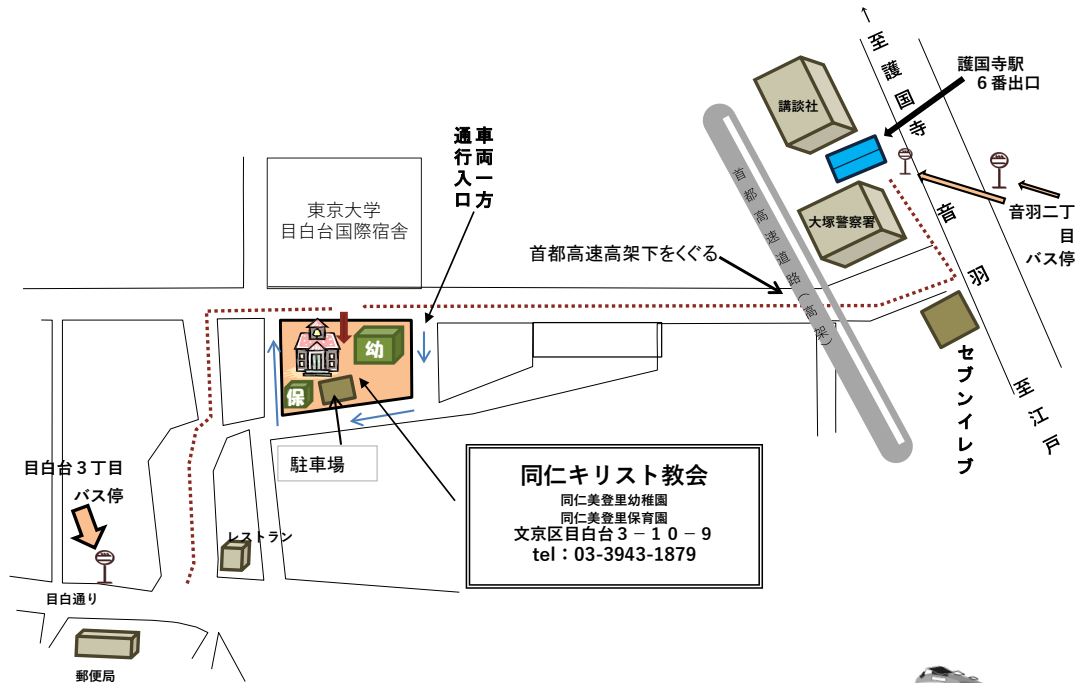 ↑至護国寺
護国寺駅
６番出口
講談社
車両一方
通行入口
首都高速道路（高架）
東京大学
目白台国際宿舎
大塚警察署
音羽二丁
目
バス停
音羽
首都高速高架下をくぐる
幼
保
セブンイレブ
至江戸
駐車場
目白台３丁目
バス停
同仁キリスト教会
同仁美登里幼稚園
同仁美登里保育園
文京区目白台３－１０－９
tel：03-3943-1879
レストラン
目白通り
郵便局